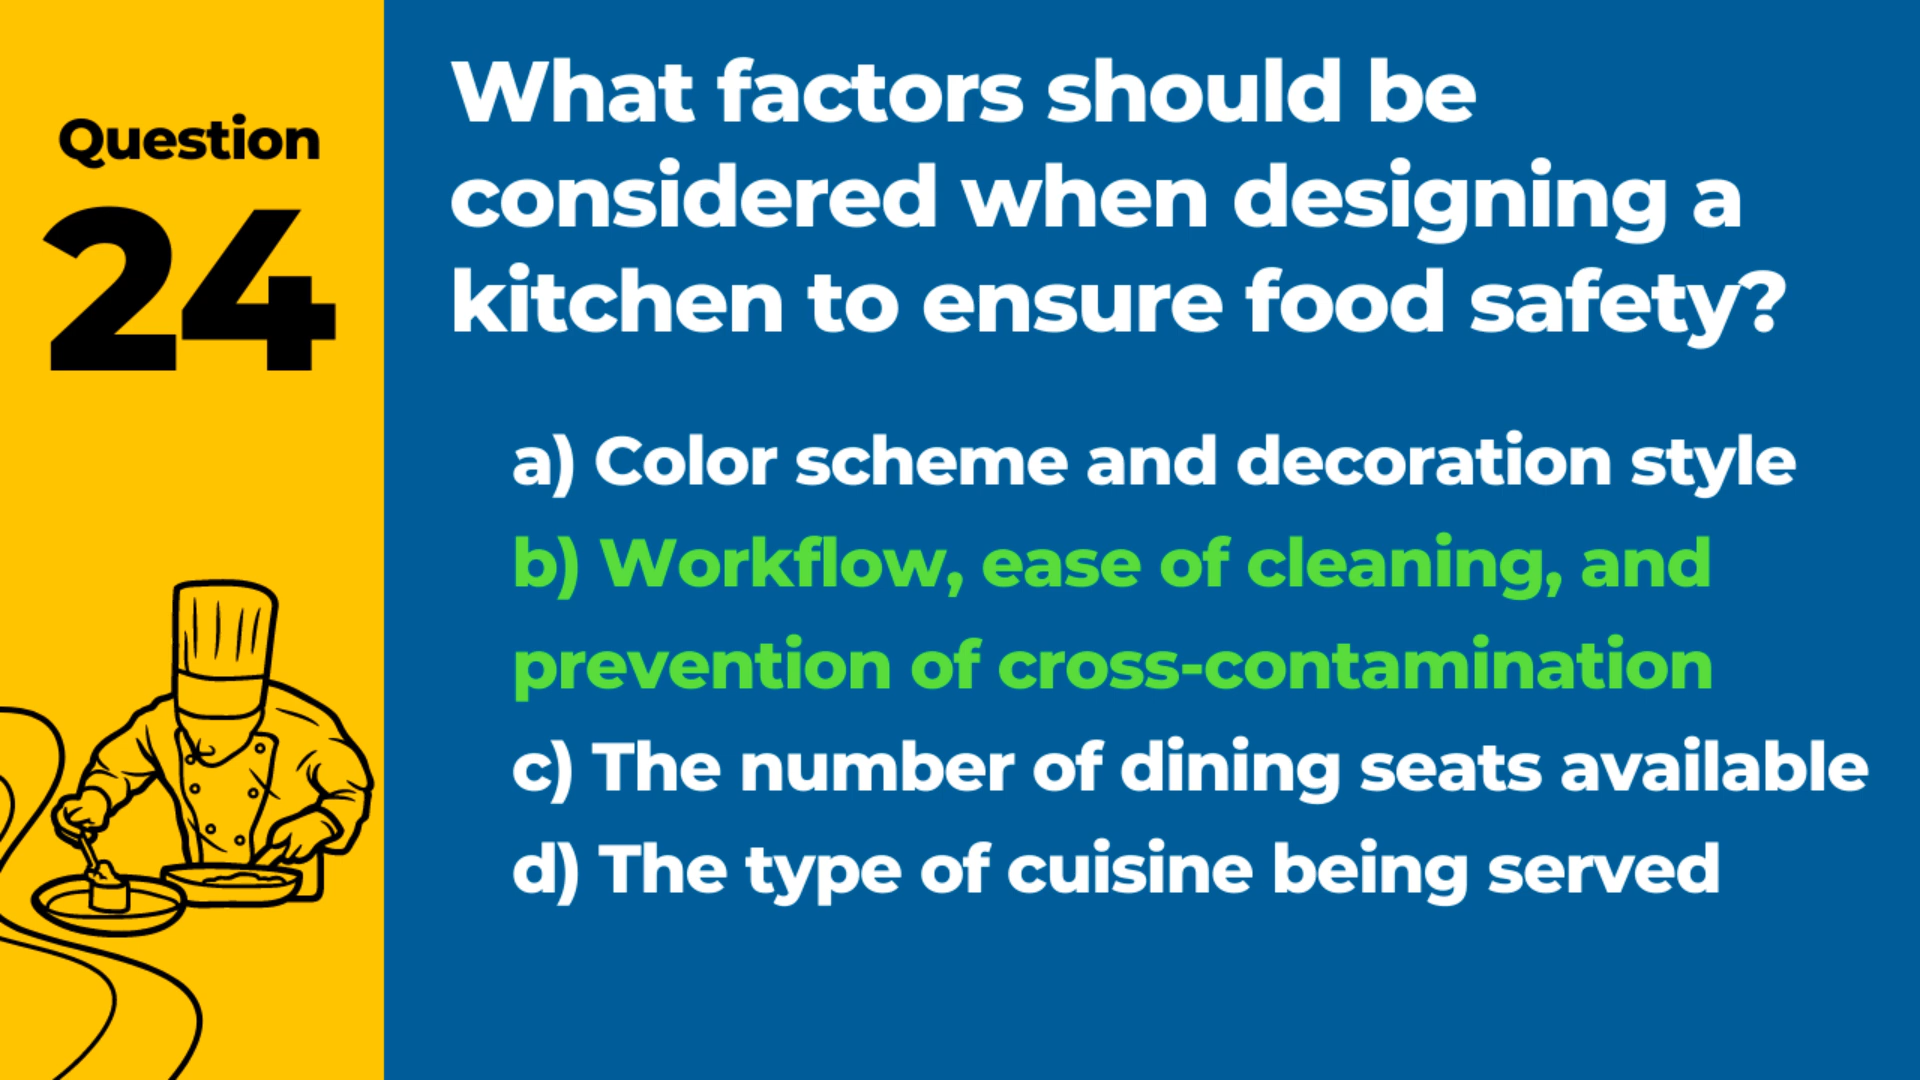 Question
24
What factors should be
considered when designing a
kitchen to ensure food safety?
a) Color scheme and decoration style
b) Workflow, ease of cleaning, and
prevention of cross-contamination
c) The number of dining seats available
d) The type of cuisine being served